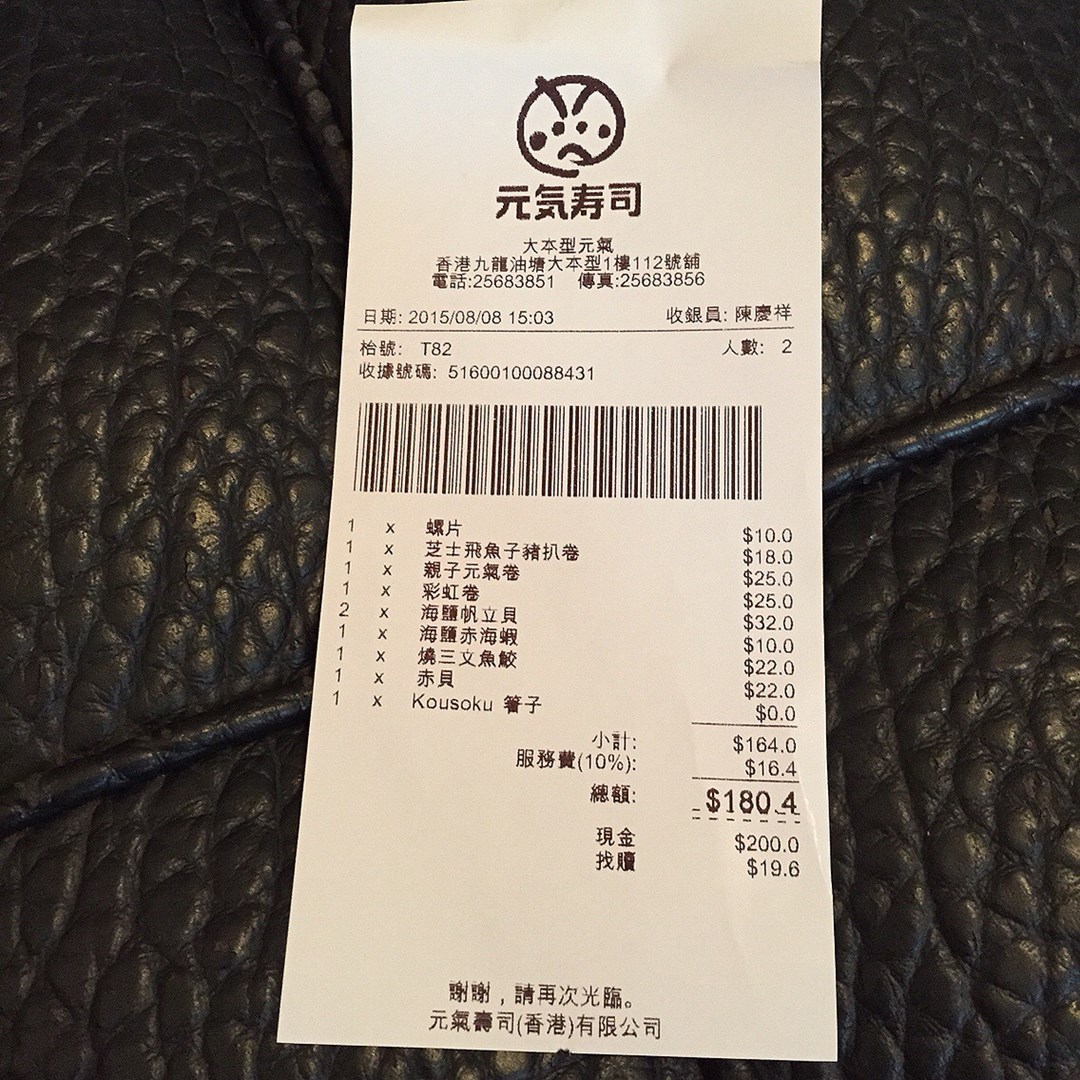 元気寿司
大本型元氣
香港九龍油塘大本型1樓112號舖
電話:25683851 傳真:25683856
日期: 2015/08/08 15:03 收銀員: 陳慶祥
枱號: T82 人數: 2
收據號碼: 51600100088431
1 x 螺片 $10.0
1 x 芝士飛魚子豬扒卷 $18.0
1 x 親子元氣卷 $25.0
1 x 彩虹卷 $25.0
2 x 海鹽帆立貝 $32.0
1 x 海鹽赤海蝦 $10.0
1 x 燒三文魚鮫 $22.0
1 x 赤貝 $22.0
1 x Kousoku 箸子 $0.0
小計: $164.0
服務費(10%): $16.4
總額: $180.4
現金 $200.0
找贖 $19.6
謝謝，請再次光臨。
元氣壽司(香港)有限公司